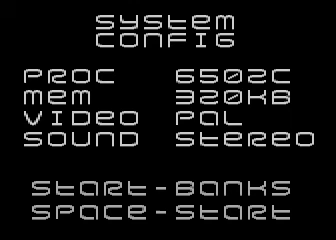 SYSTEM
CONFIG
PROC 6502C
MEM 320KB
VIDEO PAL
SOUND STEREO
START-BANKS
SPACE-START